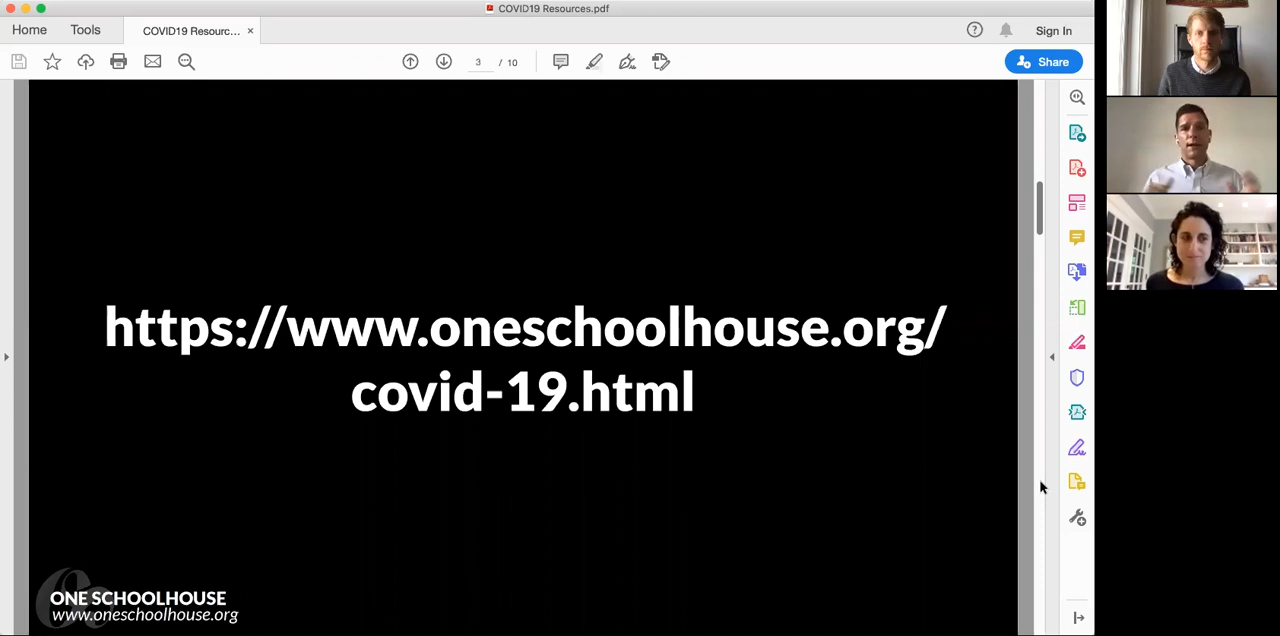 COVID19 Resources.pdf
Home Tools COVID19 Resourc... ×
? Sign In
3 / 10 Share
https://www.oneschoolhouse.org/
covid-19.html
ONE SCHOOLHOUSE
www.oneschoolhouse.org